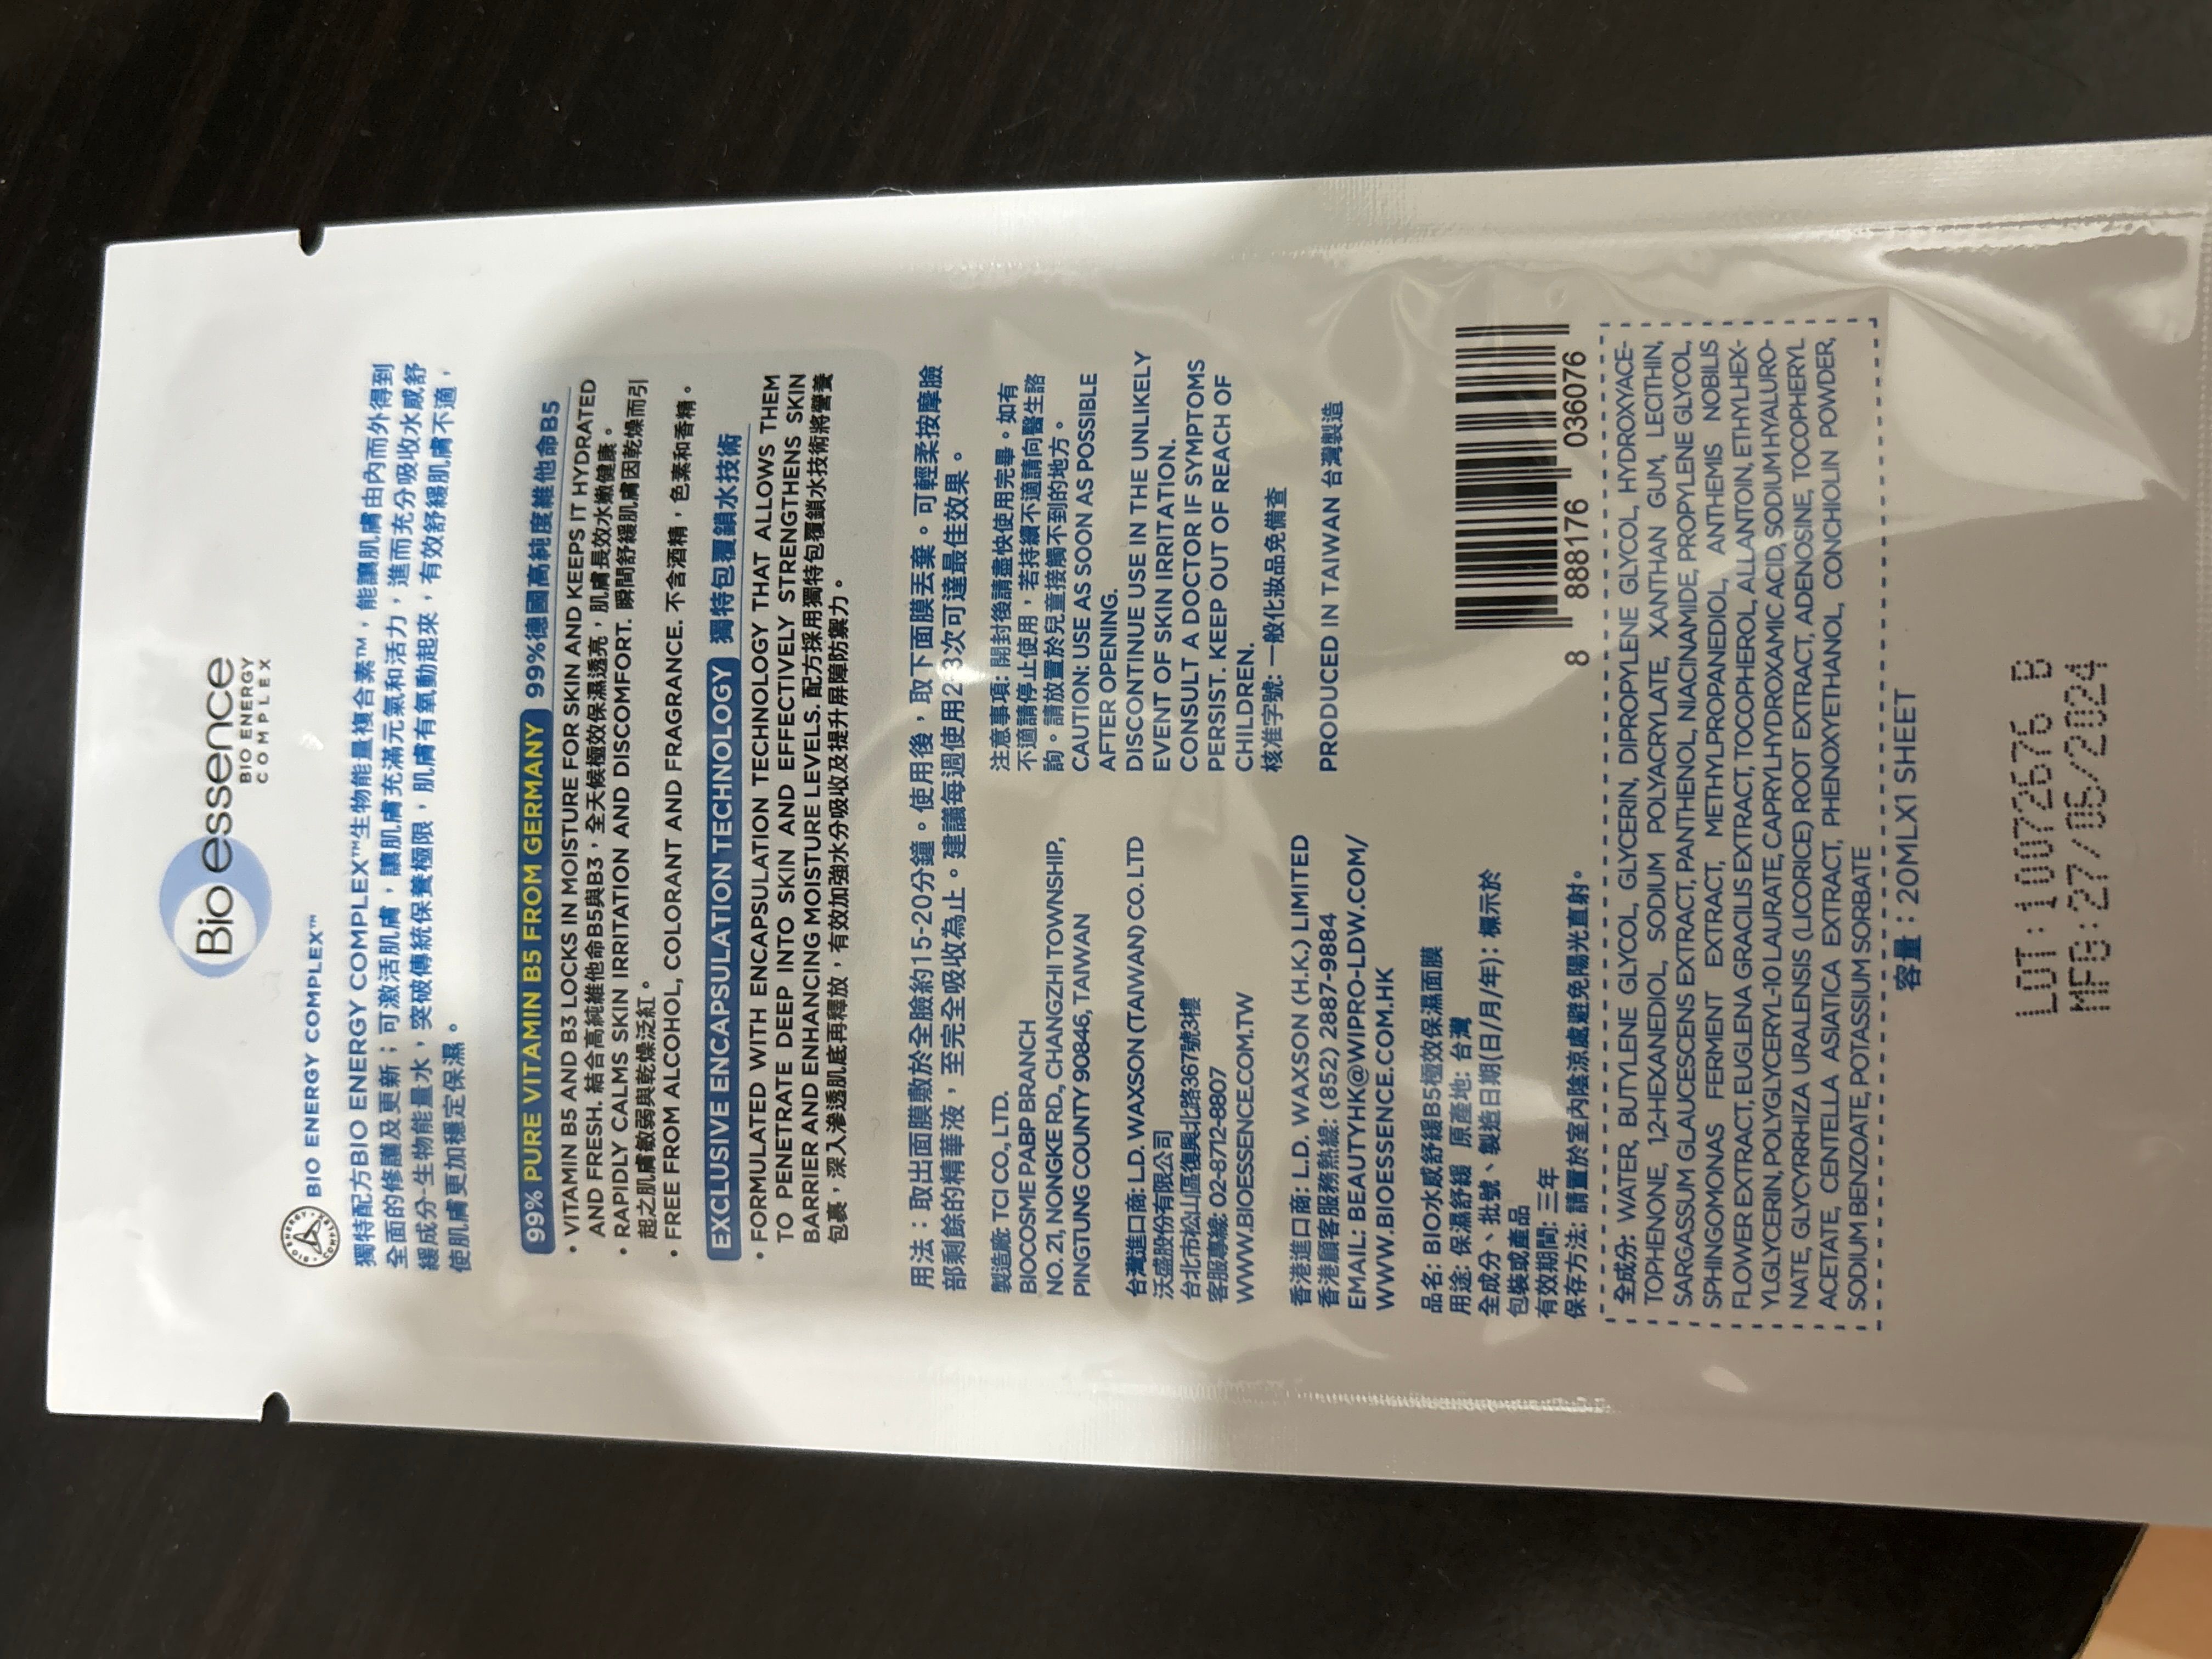 Bio essence
BIO ENERGY
COMPLEX
BIO ENERGY COMPLEX™
獨特配方BIO ENERGY COMPLEX™生物能量複合素™，能讓肌膚由內而外得到
全面的修護及更新；可激活肌膚，讓肌膚充滿元氣和活力，進而充分吸收水感舒
緩成分-生物能量水，突破傳統保養極限，肌膚有氧動起來，有效舒緩肌膚不適，
使肌膚更加穩定保濕。
99% PURE VITAMIN B5 FROM GERMANY 99%德國高純度維他命B5
• VITAMIN B5 AND B3 LOCKS IN MOISTURE FOR SKIN AND KEEPS IT HYDRATED
AND FRESH. 結合高純維他命B5與B3，全天候極效保濕透亮，肌膚長效水嫩健康。
• RAPIDLY CALMS SKIN IRRITATION AND DISCOMFORT. 瞬間舒緩肌膚因乾燥而引
起之肌膚敏弱與乾燥泛紅。
• FREE FROM ALCOHOL, COLORANT AND FRAGRANCE. 不含酒精，色素和香精。
EXCLUSIVE ENCAPSULATION TECHNOLOGY 獨特包覆鎖水技術
• FORMULATED WITH ENCAPSULATION TECHNOLOGY THAT ALLOWS THEM
TO PENETRATE DEEP INTO SKIN AND EFFECTIVELY STRENGTHENS SKIN
BARRIER AND ENHANCING MOISTURE LEVELS. 配方採用獨特包覆鎖水技術將營養
包裹，深入滲透肌底再釋放，有效加強水分吸收及提升屏障防禦力。
用法：取出面膜敷於全臉約15-20分鐘。使用後，取下面膜丟棄。可輕柔按摩臉
部剩餘的精華液，至完全吸收為止。建議每週使用2-3次可達最佳效果。
製造廠: TCI CO., LTD.
BIOCOSME PABP BRANCH
NO. 21, NONGKE RD., CHANGZHI TOWNSHIP,
PINGTUNG COUNTY 90846, TAIWAN
台灣進口商: L.D. WAXSON (TAIWAN) CO. LTD
沃盛股份有限公司
台北市松山區復興北路367號3樓
客服專線: 02-8712-8807
WWW.BIOESSENCE.COM.TW
香港進口商: L.D. WAXSON (H.K.) LIMITED
香港顧客服務熱線: (852) 2887-9884
EMAIL: BEAUTYHK@WIPRO-LDW.COM/
WWW.BIOESSENCE.COM.HK
品名: BIO水感舒緩B5極效保濕面膜
用途: 保濕舒緩 原產地: 台灣
全成分、批號、製造日期(日/月/年)：標示於
包裝或產品
有效期間: 三年
保存方法: 請置於室內陰涼處避免陽光直射。
注意事項: 開封後請盡快使用完畢。如有
不適請停止使用，若持續不適請向醫生諮
詢。請放置於兒童接觸不到的地方。
CAUTION: USE AS SOON AS POSSIBLE
AFTER OPENING.
DISCONTINUE USE IN THE UNLIKELY
EVENT OF SKIN IRRITATION.
CONSULT A DOCTOR IF SYMPTOMS
PERSIST. KEEP OUT OF REACH OF
CHILDREN.
核准字號: 一般化妝品免備查
PRODUCED IN TAIWAN 台灣製造
8 888176 036076
全成分: WATER, BUTYLENE GLYCOL, GLYCERIN, DIPROPYLENE GLYCOL, HYDROXYACE-
TOPHENONE, 1,2-HEXANEDIOL, SODIUM POLYACRYLATE, XANTHAN GUM, LECITHIN,
SARGASSUM GLAUCESCENS EXTRACT, PANTHENOL, NIACINAMIDE, PROPYLENE GLYCOL,
SPHINGOMONAS FERMENT EXTRACT, METHYLPROPANEDIOL, ANTHEMIS NOBILIS
FLOWER EXTRACT, EUGLENA GRACILIS EXTRACT, TOCOPHEROL, ALLANTOIN, ETHYLHEX-
YLGLYCERIN, POLYGLYCERYL-10 LAURATE, CAPRYLHYDROXAMIC ACID, SODIUM HYALURO-
NATE, GLYCYRRHIZA URALENSIS (LICORICE) ROOT EXTRACT, ADENOSINE, TOCOPHERYL
ACETATE, CENTELLA ASIATICA EXTRACT, PHENOXYETHANOL, CONCHIOLIN POWDER,
SODIUM BENZOATE, POTASSIUM SORBATE
容量：20MLX1 SHEET
LOT:10072676 B
MFG:27/06/2024